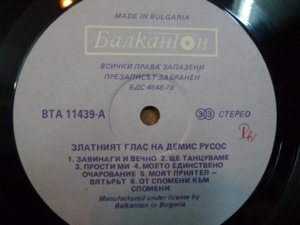 MADE IN BULGARIA
Балкантон
ВСИЧКИ ПРАВА ЗАПАЗЕНИ
ПРЕЗАПИСЪТ ЗАБРАНЕН
БДС 4648-79
ВТА 11439-А
33 СТЕРЕО
ЗЛАТНИЯТ ГЛАС НА ДЕМИС РУСОС
1. ЗАВИНАГИ И ВЕЧНО 2. ЩЕ ТАНЦУВАМЕ
3. ПРОСТИ МИ 4. МОЕТО ЕДИНСТВЕНО
ОЧАРОВАНИЕ 5. МОЯТ ПРИЯТЕЛ –
ВЯТЪРЪТ 6. ОТ СПОМЕНИ КЪМ
СПОМЕНИ
Manufactured under license by
Balkanton in Bulgaria